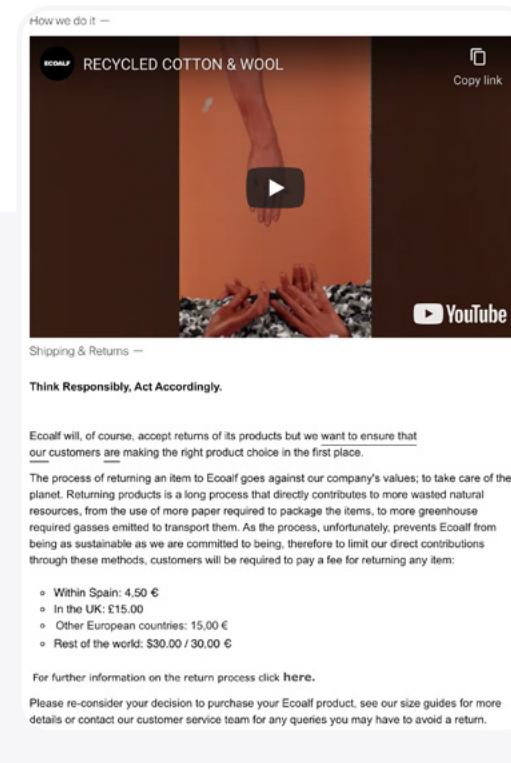 How we do it —
ECOALF RECYCLED COTTON & WOOL
Copy link
YouTube
Shipping & Returns —
Think Responsibly, Act Accordingly.
Ecoalf will, of course, accept returns of its products but we want to ensure that
our customers are making the right product choice in the first place.
The process of returning an item to Ecoalf goes against our company's values; to take care of the
planet. Returning products is a long process that directly contributes to more wasted natural
resources, from the use of more paper required to package the items, to more greenhouse
required gasses emitted to transport them. As the process, unfortunately, prevents Ecoalf from
being as sustainable as we are committed to being, therefore to limit our direct contributions
through these methods, customers will be required to pay a fee for returning any item:
Within Spain: 4,50 €
In the UK: £15.00
Other European countries: 15,00 €
Rest of the world: $30.00 / 30,00 €
For further information on the return process click here.
Please re-consider your decision to purchase your Ecoalf product, see our size guides for more
details or contact our customer service team for any queries you may have to avoid a return.